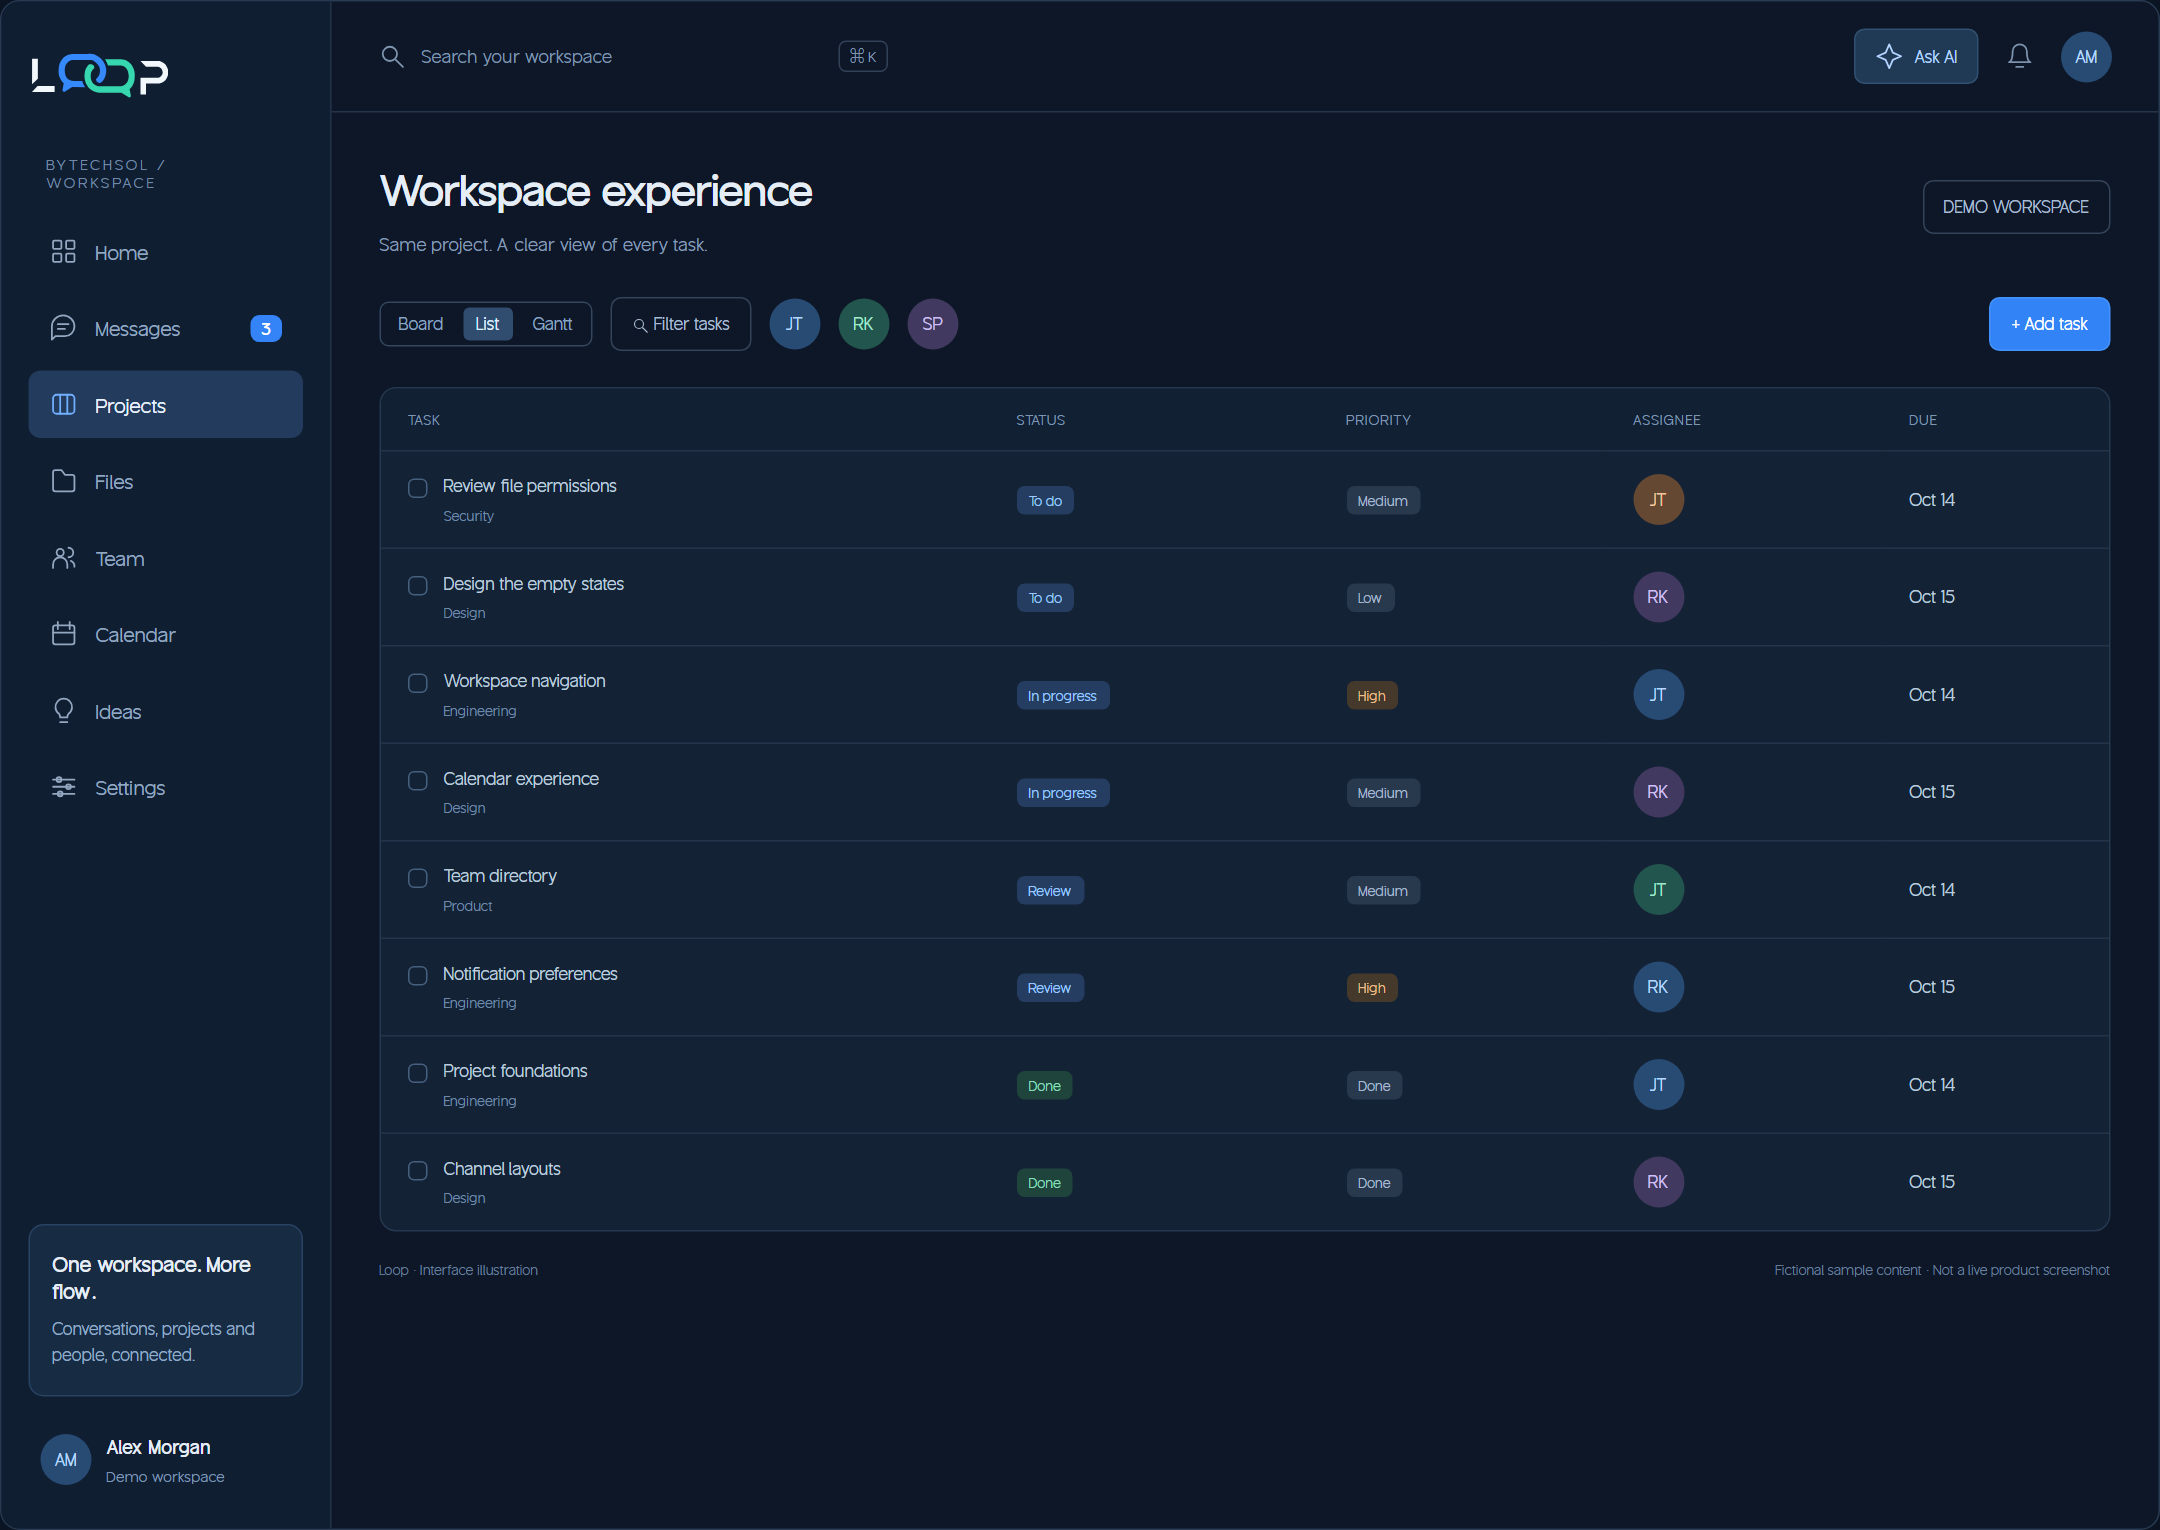 LOOP
BYTECHSOL /
WORKSPACE
Home
Messages 3
Projects
Files
Team
Calendar
Ideas
Settings
One workspace. More
flow.
Conversations, projects and
people, connected.
AM
Alex Morgan
Demo workspace
Search your workspace ⌘ K
Ask AI
AM
Workspace experience
Same project. A clear view of every task.
DEMO WORKSPACE
Board List Gantt Filter tasks JT RK SP + Add task
TASK STATUS PRIORITY ASSIGNEE DUE
Review file permissions
Security
To do Medium JT Oct 14
Design the empty states
Design
To do Low RK Oct 15
Workspace navigation
Engineering
In progress High JT Oct 14
Calendar experience
Design
In progress Medium RK Oct 15
Team directory
Product
Review Medium JT Oct 14
Notification preferences
Engineering
Review High RK Oct 15
Project foundations
Engineering
Done Done JT Oct 14
Channel layouts
Design
Done Done RK Oct 15
Loop · Interface illustration
Fictional sample content · Not a live product screenshot